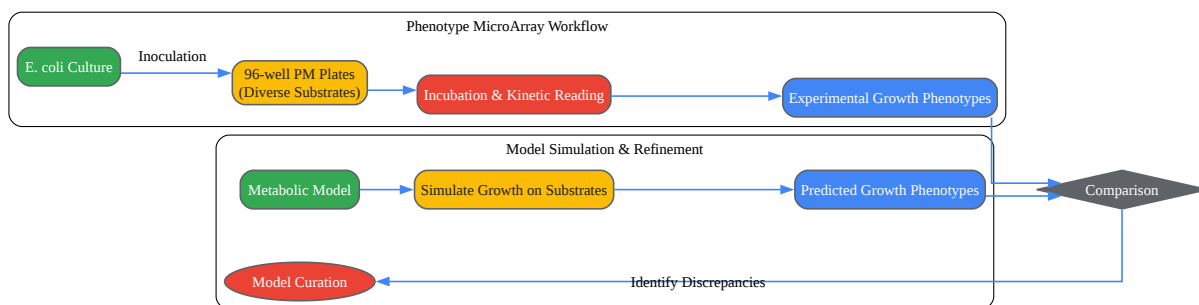 Phenotype MicroArray Workflow
E. coli Culture
Inoculation
96-well PM Plates
(Diverse Substrates)
Incubation & Kinetic Reading
Experimental Growth Phenotypes
Model Simulation & Refinement
Metabolic Model
Simulate Growth on Substrates
Predicted Growth Phenotypes
Comparison
Model Curation
Identify Discrepancies